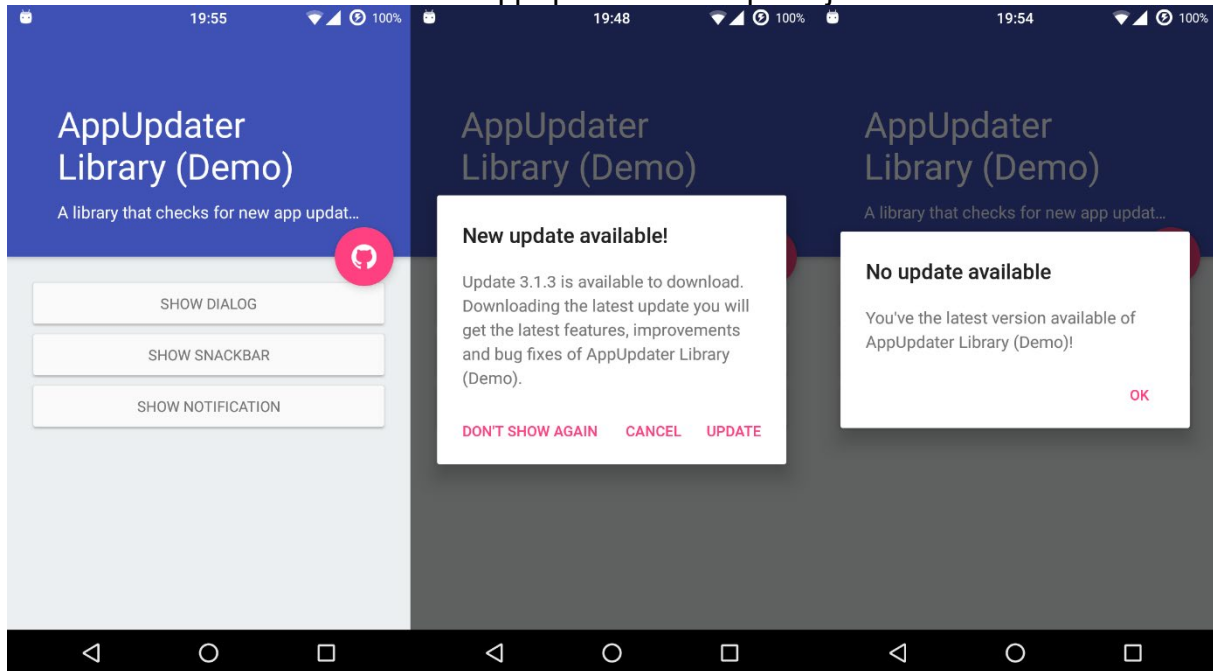 19:55
100%
AppUpdater
Library (Demo)
A library that checks for new app updat...
SHOW DIALOG
SHOW SNACKBAR
SHOW NOTIFICATION
19:48
100%
AppUpdater
Library (Demo)
New update available!
Update 3.1.3 is available to download.
Downloading the latest update you will
get the latest features, improvements
and bug fixes of AppUpdater Library
(Demo).
DON'T SHOW AGAIN CANCEL UPDATE
19:54
100%
AppUpdater
Library (Demo)
A library that checks for new app updat...
No update available
You've the latest version available of
AppUpdater Library (Demo)!
OK